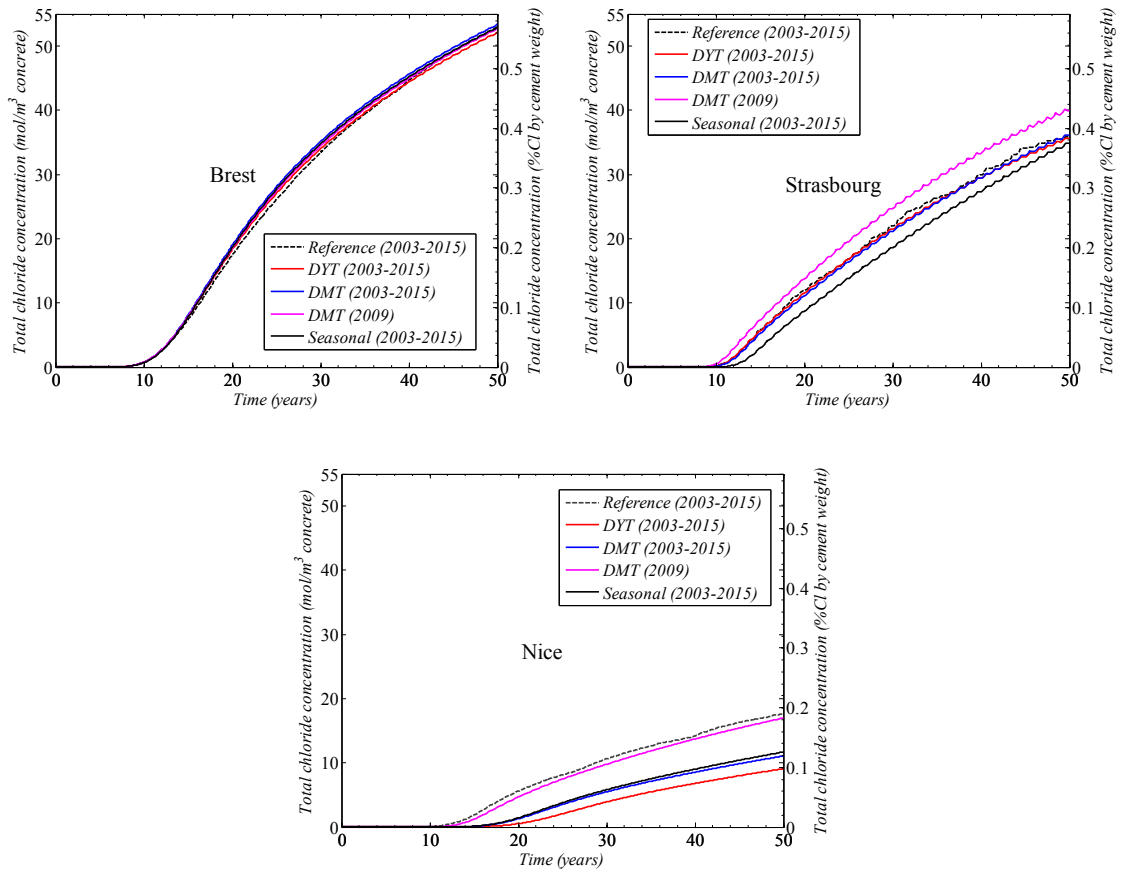 55
50
40
30
20
10
0
Total chloride concentration (mol/m³ concrete)
Brest
Reference (2003-2015)
DYT (2003-2015)
DMT (2003-2015)
DMT (2009)
Seasonal (2003-2015)
0.5
0.4
0.3
0.2
0.1
0
Total chloride concentration (%Cl by cement weight)
0 10 20 30 40 50
Time (years)
55
50
40
30
20
10
0
Total chloride concentration (mol/m³ concrete)
Reference (2003-2015)
DYT (2003-2015)
DMT (2003-2015)
DMT (2009)
Seasonal (2003-2015)
Strasbourg
0.5
0.4
0.3
0.2
0.1
0
Total chloride concentration (%Cl by cement weight)
0 10 20 30 40 50
Time (years)
55
50
40
30
20
10
0
Total chloride concentration (mol/m³ concrete)
Reference (2003-2015)
DYT (2003-2015)
DMT (2003-2015)
DMT (2009)
Seasonal (2003-2015)
Nice
0.5
0.4
0.3
0.2
0.1
0
Total chloride concentration (%Cl by cement weight)
0 10 20 30 40 50
Time (years)